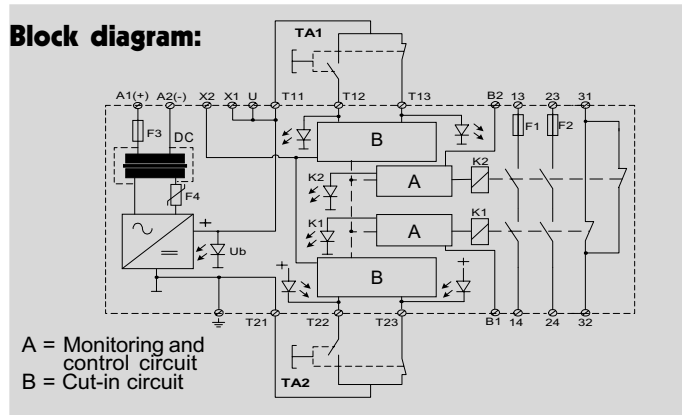 Block diagram:
TA1
A1(+) A2(-) X2 X1 U T11 T12 T13 B2 13 23 31
F3 DC F1 F2
B
K2 K2
A
F4
K1 K1
A
+
Ub
+ B +
T21 T22 T23 B1 14 24 32
A = Monitoring and
control circuit
B = Cut-in circuit
TA2